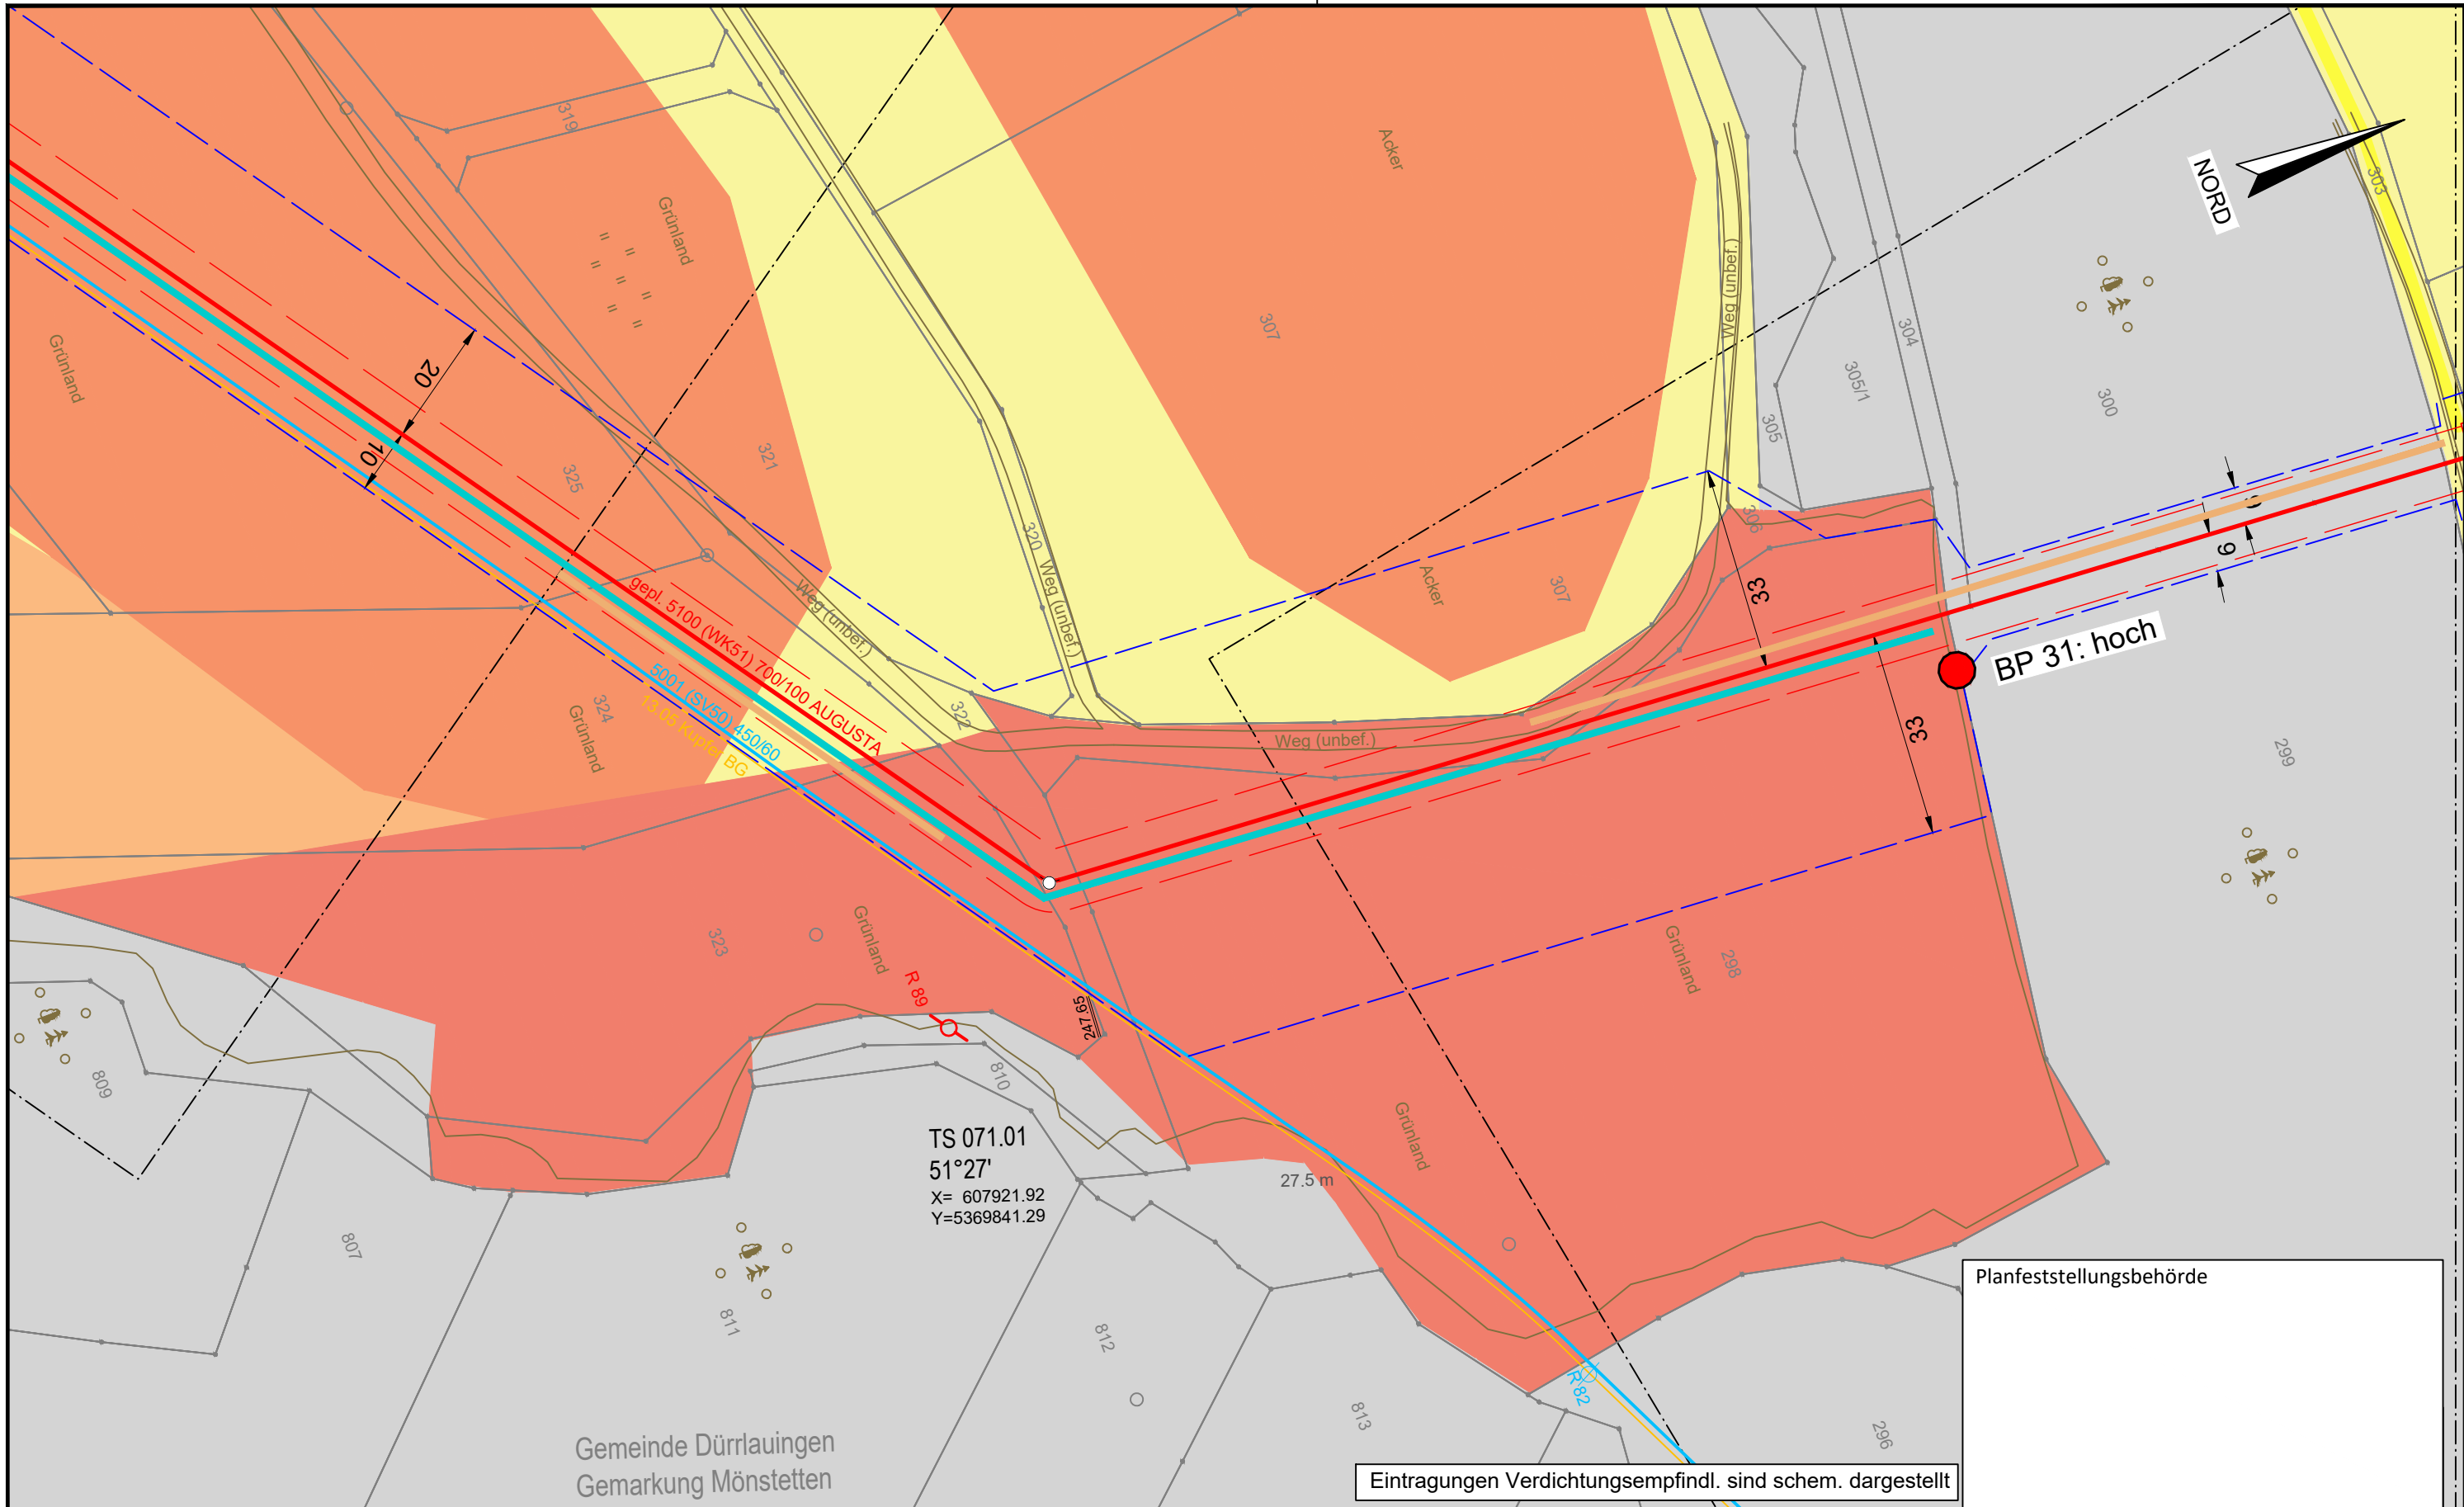 319
Acker
303
NORD
Grünland
Weg (unbef.)
307
304
305/1
300
Grünland
20
10
321
325
305
306
6
320
Weg (unbef.)
Acker
307
33
gepl. 5100 (WK51) 700/100 AUGUSTA
Weg (unbef.)
BP 31: hoch
5001 (SV50) 450/60
13.05 Kupfer BG
324
Grünland
322
Weg (unbef.)
33
299
323
Grünland
R 89
247.65
Grünland
298
809
810
TS 071.01
51°27'
X= 607921.92
Y=5369841.29
Grünland
27.5 m
807
811
812
Planfeststellungsbehörde
R 82
813
296
Gemeinde Dürrlauingen
Gemarkung Mönstetten
Eintragungen Verdichtungsempfindl. sind schem. dargestellt